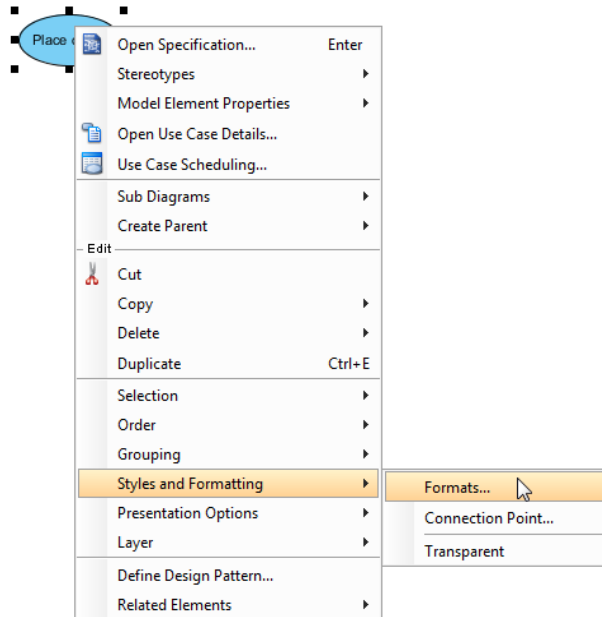 Place
Open Specification... Enter
Stereotypes
Model Element Properties
Open Use Case Details...
Use Case Scheduling...
Sub Diagrams
Create Parent
Edit
Cut
Copy
Delete
Duplicate Ctrl+E
Selection
Order
Grouping
Styles and Formatting
Formats...
Presentation Options
Connection Point...
Layer
Transparent
Define Design Pattern...
Related Elements